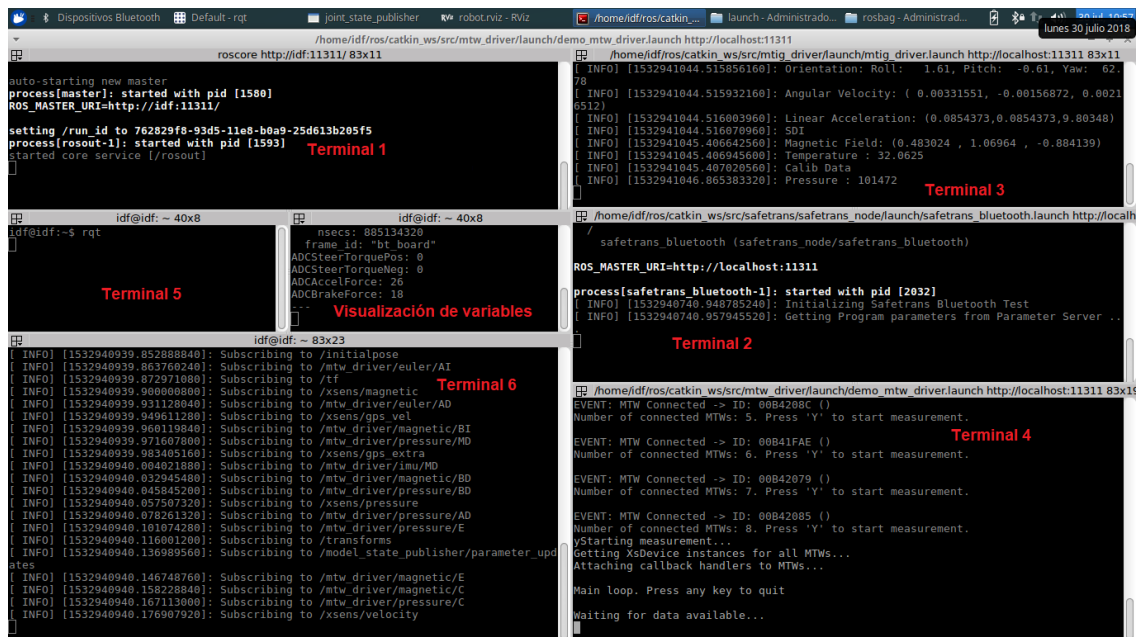 Dispositivos Bluetooth
Default - rqt
joint_state_publisher
RViz robot.rviz - RViz
/home/idf/ros/catkin_...
launch - Administrado...
rosbag - Administrad...
30 jul, 10:57
lunes 30 julio 2018
/home/idf/ros/catkin_ws/src/mtw_driver/launch/demo_mtw_driver.launch http://localhost:11311
roscore http://idf:11311/ 83x11
auto-starting new master
process[master]: started with pid [1580]
ROS_MASTER_URI=http://idf:11311/
setting /run_id to 762829f8-93d5-11e8-b0a9-25d613b205f5
process[rosout-1]: started with pid [1593]
started core service [/rosout]
Terminal 1
/home/idf/ros/catkin_ws/src/mtig_driver/launch/mtig_driver.launch http://localhost:11311 83x11
[ INFO] [1532941044.515856160]: Orientation: Roll:   1.61, Pitch:  -0.61, Yaw:  62.
78
[ INFO] [1532941044.515932160]: Angular Velocity: ( 0.00331551, -0.00156872, 0.0021
6512)
[ INFO] [1532941044.516003960]: Linear Acceleration: (0.0854373,0.0854373,9.80348)
[ INFO] [1532941044.516070960]: SDI
[ INFO] [1532941045.406642560]: Magnetic Field: (0.483024 , 1.06964 , -0.884139)
[ INFO] [1532941045.406945600]: Temperature : 32.0625
[ INFO] [1532941045.407020560]: Calib Data
[ INFO] [1532941046.865383320]: Pressure : 101472
Terminal 3
idf@idf: ~ 40x8
idf@idf:~$ rqt
Terminal 5
idf@idf: ~ 40x8
nsecs: 885134320
frame_id: "bt_board"
ADCSteerTorquePos: 0
ADCSteerTorqueNeg: 0
ADCAccelForce: 26
ADCBrakeForce: 18
---
Visualización de variables
/home/idf/ros/catkin_ws/src/safetrans/safetrans_node/launch/safetrans_bluetooth.launch http://localh
/
safetrans_bluetooth (safetrans_node/safetrans_bluetooth)
ROS_MASTER_URI=http://localhost:11311
process[safetrans_bluetooth-1]: started with pid [2032]
[ INFO] [1532940740.948785240]: Initializing Safetrans Bluetooth Test
[ INFO] [1532940740.957945520]: Getting Program parameters from Parameter Server ..
.
Terminal 2
idf@idf: ~ 83x23
[ INFO] [1532940939.852888840]: Subscribing to /initialpose
[ INFO] [1532940939.863760240]: Subscribing to /mtw_driver/euler/AI
[ INFO] [1532940939.872971080]: Subscribing to /tf
[ INFO] [1532940939.900000800]: Subscribing to /xsens/magnetic
[ INFO] [1532940939.931128040]: Subscribing to /mtw_driver/euler/AD
[ INFO] [1532940939.949611280]: Subscribing to /xsens/gps_vel
[ INFO] [1532940939.960119840]: Subscribing to /mtw_driver/magnetic/BI
[ INFO] [1532940939.971607800]: Subscribing to /mtw_driver/pressure/MD
[ INFO] [1532940939.983405160]: Subscribing to /xsens/gps_extra
[ INFO] [1532940940.004021880]: Subscribing to /mtw_driver/imu/MD
[ INFO] [1532940940.032945480]: Subscribing to /mtw_driver/magnetic/BD
[ INFO] [1532940940.045845200]: Subscribing to /mtw_driver/pressure/BD
[ INFO] [1532940940.057507320]: Subscribing to /xsens/pressure
[ INFO] [1532940940.078261320]: Subscribing to /mtw_driver/pressure/AD
[ INFO] [1532940940.101074280]: Subscribing to /mtw_driver/pressure/E
[ INFO] [1532940940.116001200]: Subscribing to /transforms
[ INFO] [1532940940.136989560]: Subscribing to /model_state_publisher/parameter_upd
ates
[ INFO] [1532940940.146748760]: Subscribing to /mtw_driver/magnetic/E
[ INFO] [1532940940.158228840]: Subscribing to /mtw_driver/magnetic/C
[ INFO] [1532940940.167113000]: Subscribing to /mtw_driver/pressure/C
[ INFO] [1532940940.176907920]: Subscribing to /xsens/velocity
Terminal 6
/home/idf/ros/catkin_ws/src/mtw_driver/launch/demo_mtw_driver.launch http://localhost:11311 83x19
EVENT: MTW Connected -> ID: 00B4208C ()
Number of connected MTWs: 5. Press 'Y' to start measurement.
EVENT: MTW Connected -> ID: 00B41FAE ()
Number of connected MTWs: 6. Press 'Y' to start measurement.
EVENT: MTW Connected -> ID: 00B42079 ()
Number of connected MTWs: 7. Press 'Y' to start measurement.
EVENT: MTW Connected -> ID: 00B42085 ()
Number of connected MTWs: 8. Press 'Y' to start measurement.
yStarting measurement...
Getting XsDevice instances for all MTWs...
Attaching callback handlers to MTWs...
Main loop. Press any key to quit
Waiting for data available...
Terminal 4